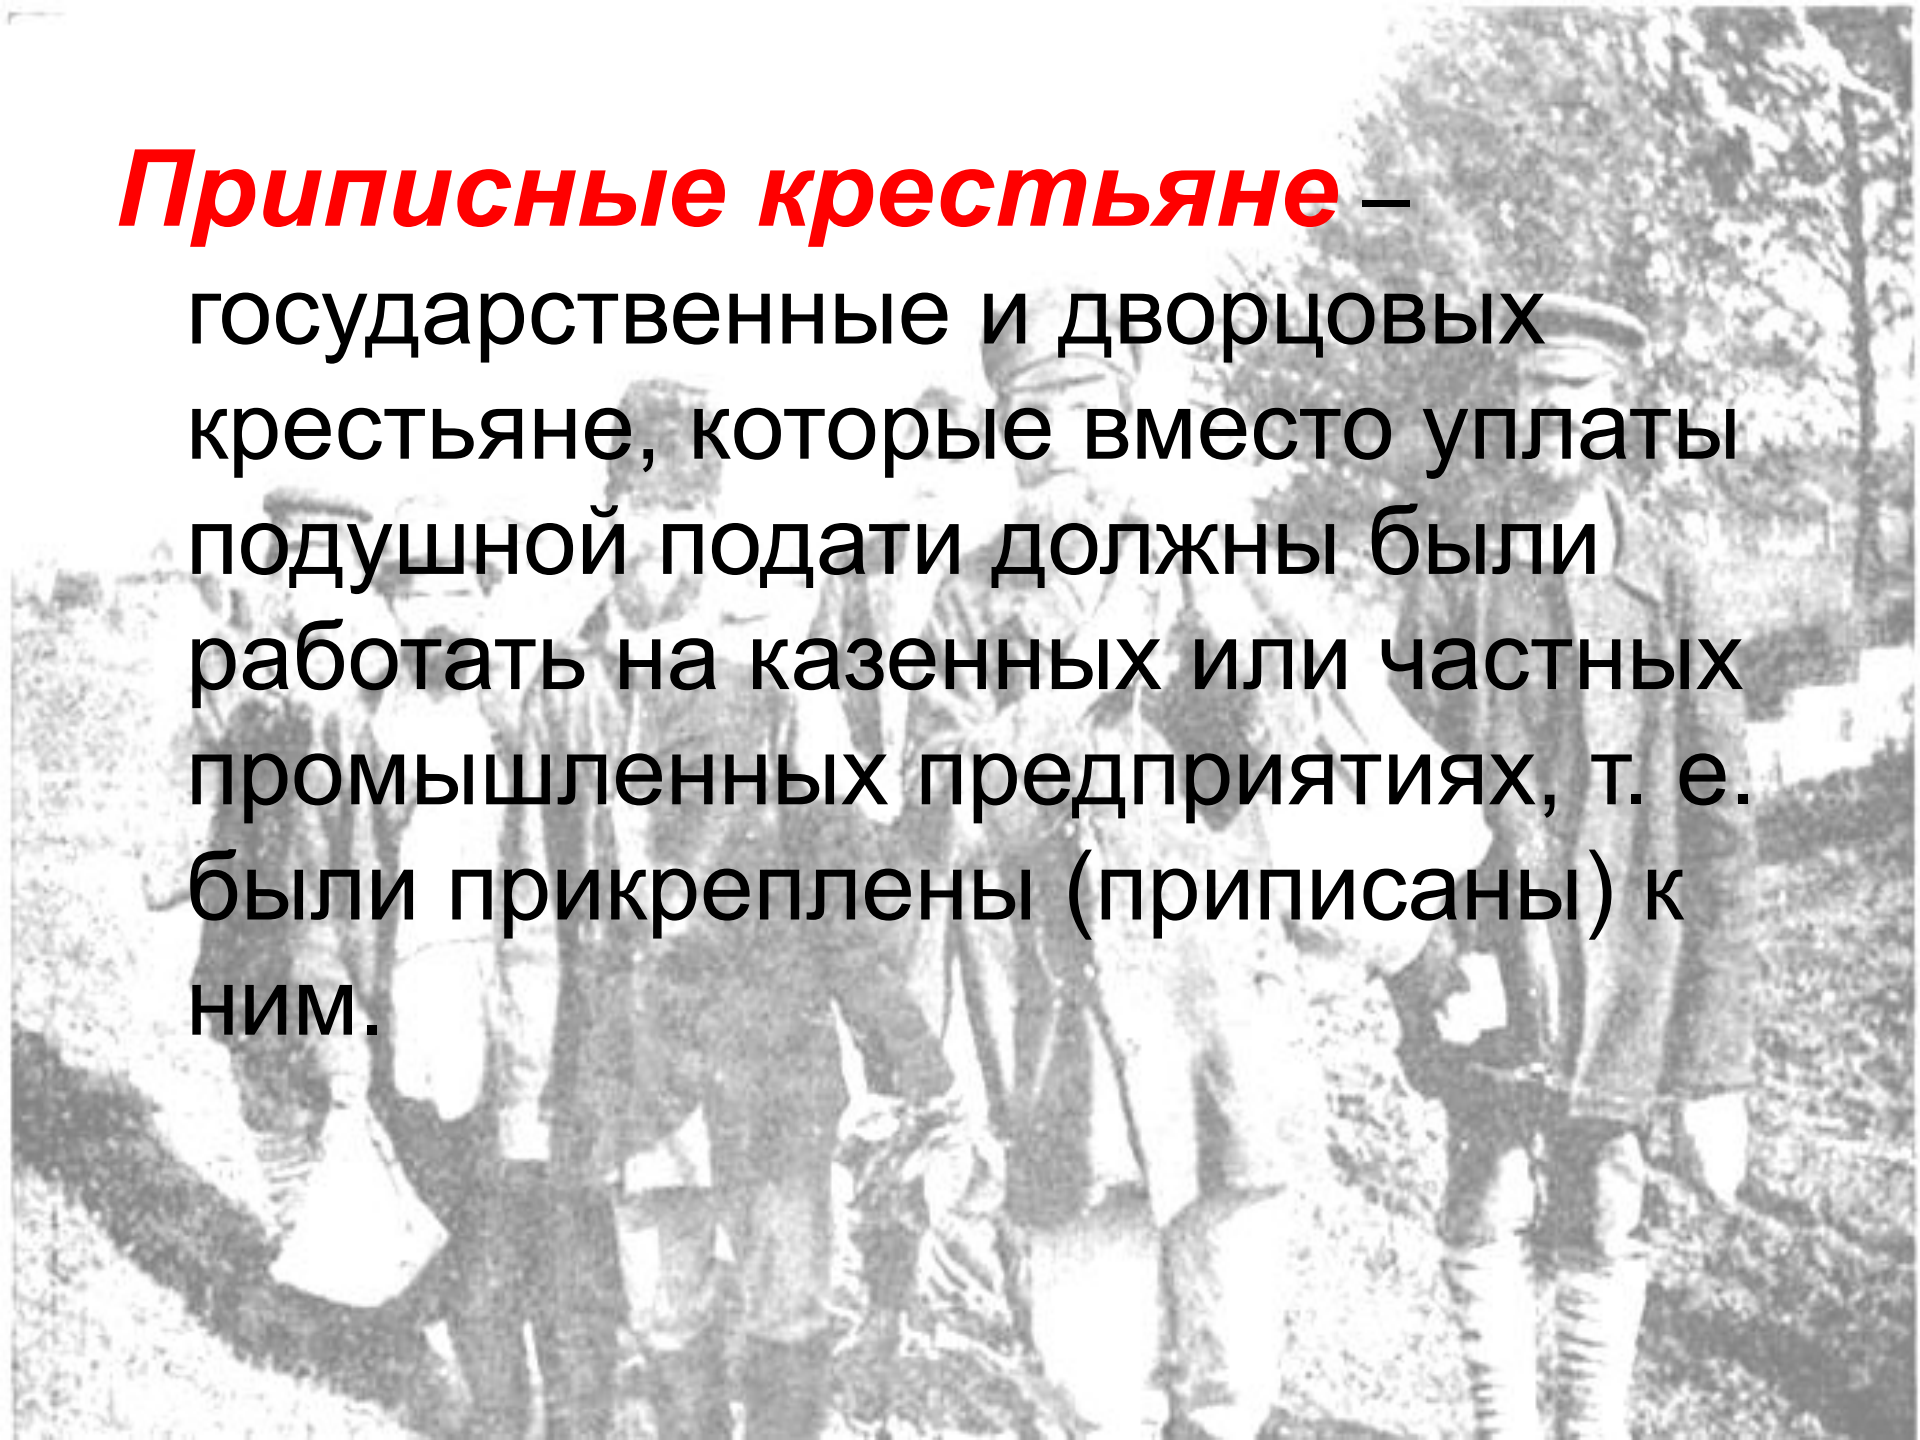 Приписные крестьяне –
государственные и дворцовых
крестьяне, которые вместо уплаты
подушной подати должны были
работать на казенных или частных
промышленных предприятиях, т. е.
были прикреплены (приписаны) к
ним.